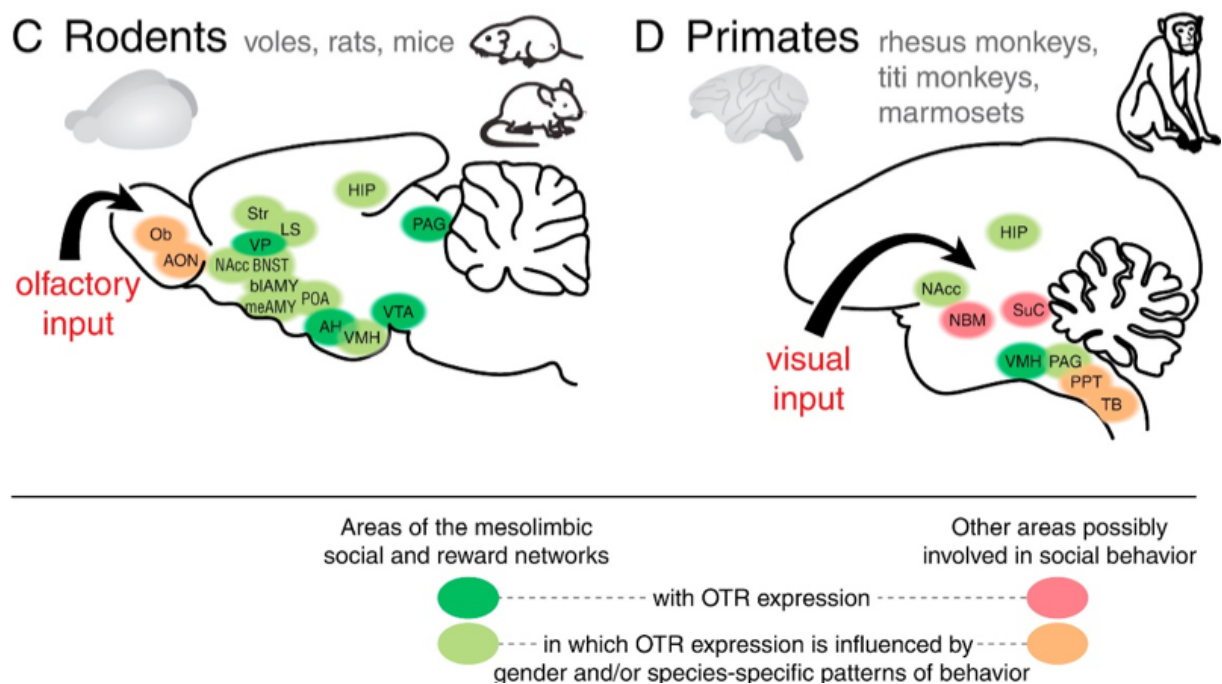 C Rodents voles, rats, mice
HIP
Str
LS
PAG
Ob
VP
AON
NAcc BNST
blAMY
meAMY POA
VTA
AH
VMH
olfactory
input
D Primates rhesus monkeys,
titi monkeys,
marmosets
HIP
NAcc
NBM
SuC
VMH PAG
PPT
TB
visual
input
Areas of the mesolimbic
social and reward networks
Other areas possibly
involved in social behavior
with OTR expression
in which OTR expression is influenced by
gender and/or species-specific patterns of behavior